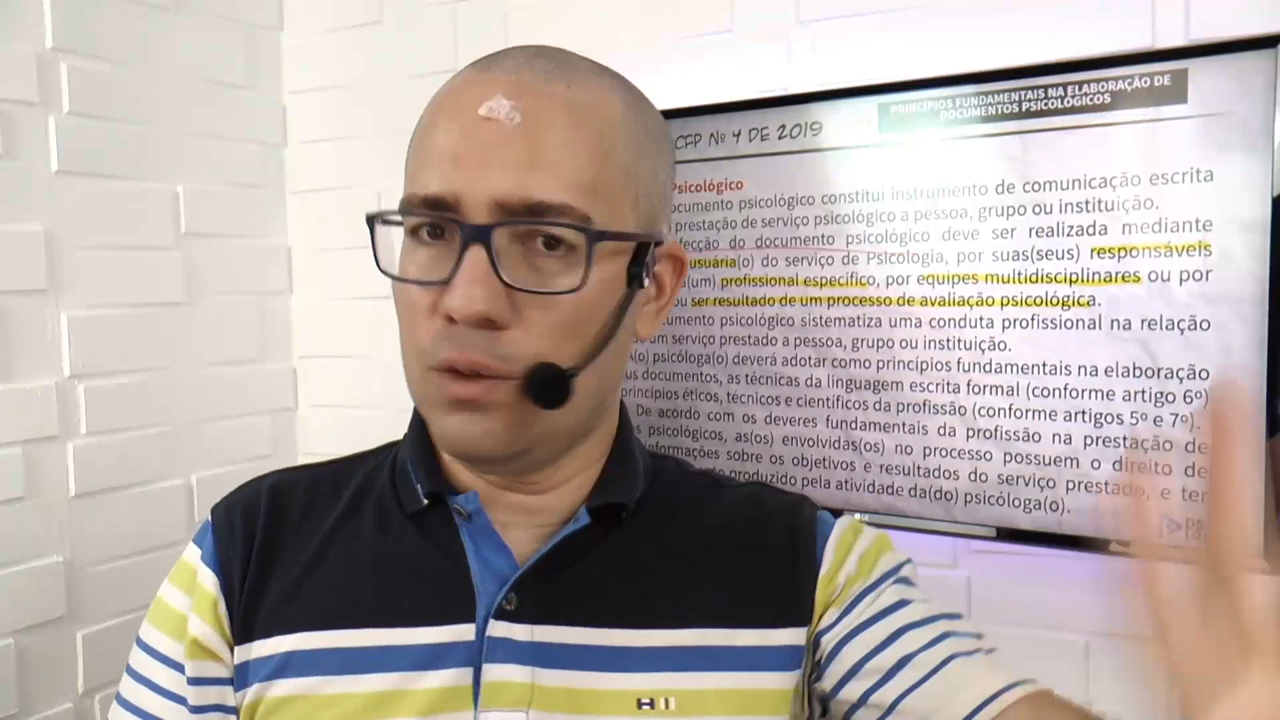 PRINCÍPIOS FUNDAMENTAIS NA ELABORAÇÃO DE
DOCUMENTOS PSICOLÓGICOS
CFP Nº 4 DE 2019
Psicológico
documento psicológico constitui instrumento de comunicação escrita
prestação de serviço psicológico a pessoa, grupo ou instituição.
fecção do documento psicológico deve ser realizada mediante
usuária(o) do serviço de Psicologia, por suas(seus) responsáveis
a(um) profissional específico, por equipes multidisciplinares ou por
ou ser resultado de um processo de avaliação psicológica.
umento psicológico sistematiza uma conduta profissional na relação
de um serviço prestado a pessoa, grupo ou instituição.
A(o) psicóloga(o) deverá adotar como princípios fundamentais na elaboração
us documentos, as técnicas da linguagem escrita formal (conforme artigo 6º)
princípios éticos, técnicos e científicos da profissão (conforme artigos 5º e 7º).
De acordo com os deveres fundamentais da profissão na prestação de
s psicológicos, as(os) envolvidas(os) no processo possuem o direito de
informações sobre os objetivos e resultados do serviço prestado, e ter
produzido pela atividade da(do) psicóloga(o).
LG
HI